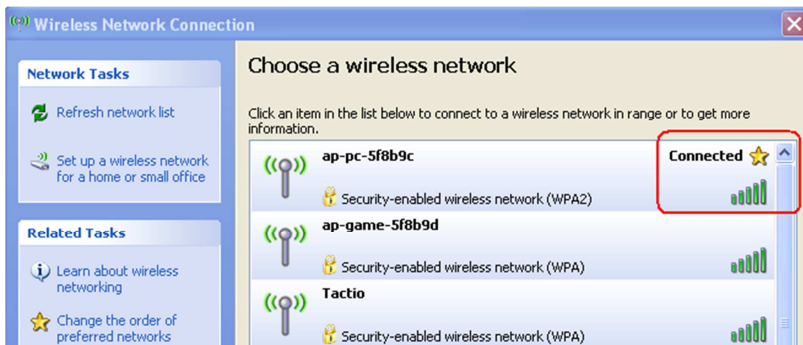 Wireless Network Connection
Network Tasks
Refresh network list
Set up a wireless network
for a home or small office
Related Tasks
Learn about wireless
networking
Change the order of
preferred networks
Choose a wireless network
Click an item in the list below to connect to a wireless network in range or to get more
information.
ap-pc-5f8b9c
Connected
Security-enabled wireless network (WPA2)
ap-game-5f8b9d
Security-enabled wireless network (WPA)
Tactio
Security-enabled wireless network (WPA)